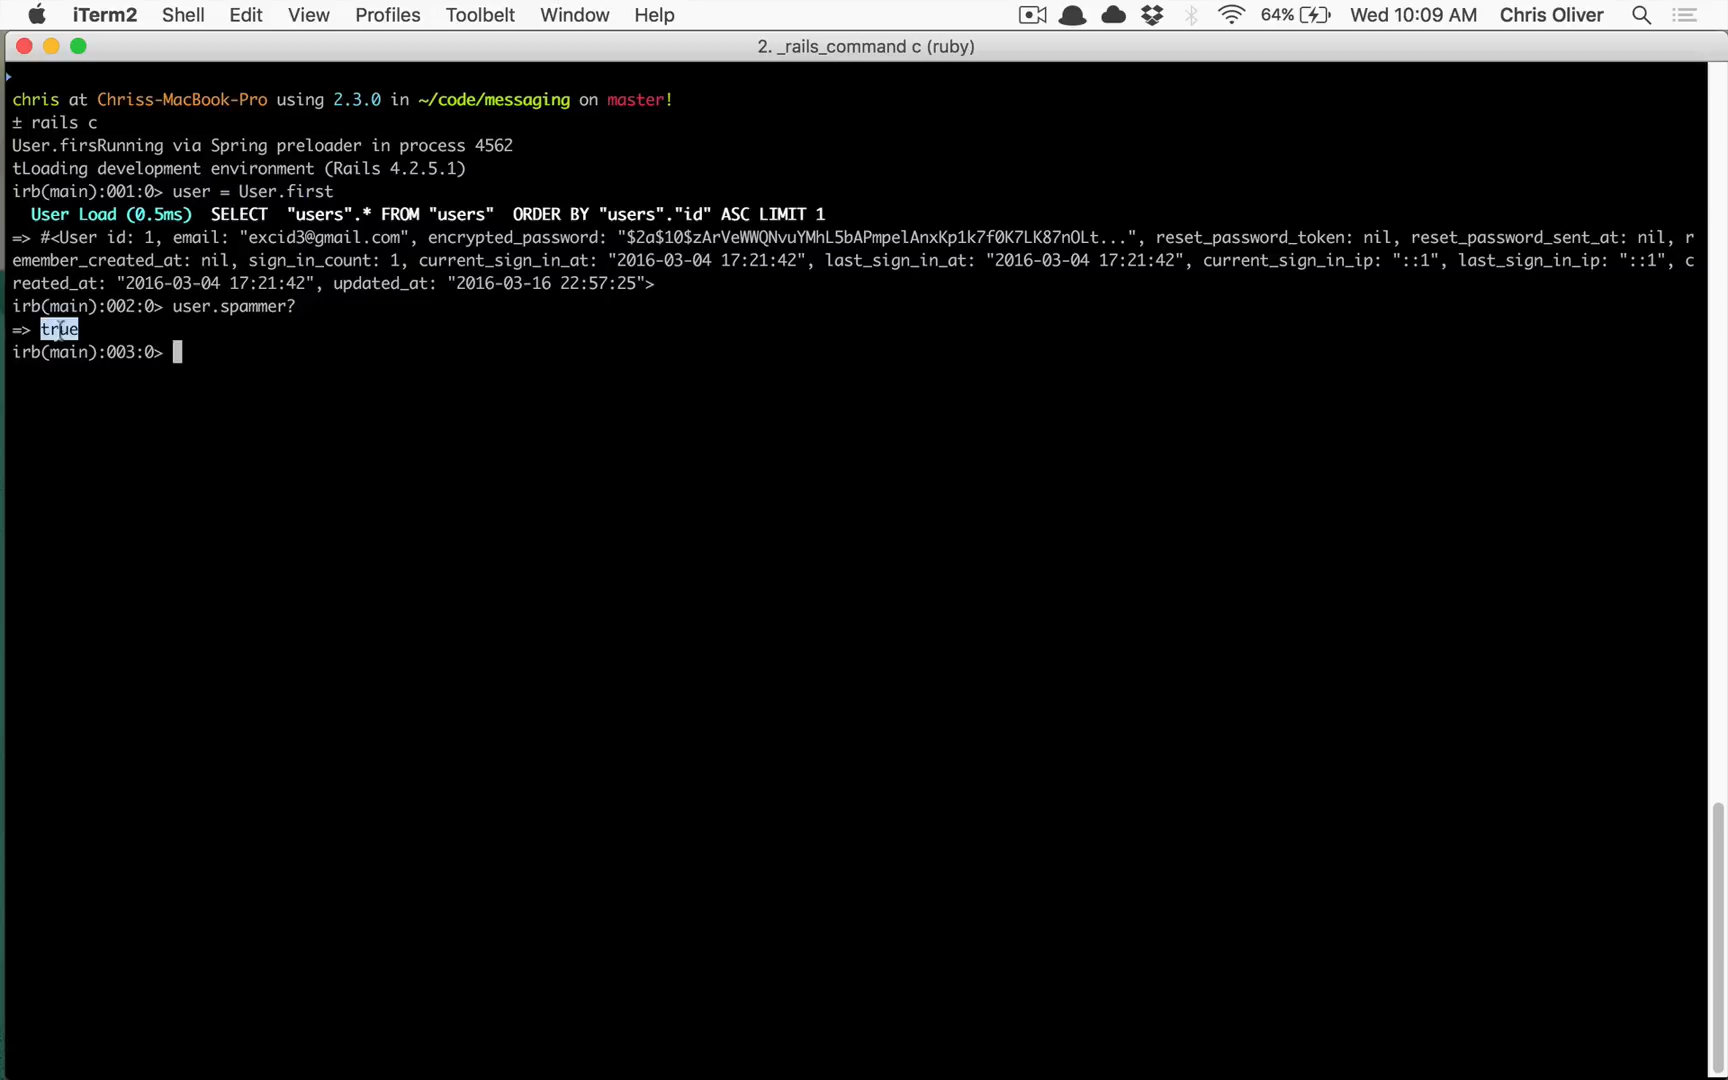 iTerm2 Shell Edit View Profiles Toolbelt Window Help 64% Wed 10:09 AM Chris Oliver
2. _rails_command c (ruby)
chris at Chriss-MacBook-Pro using 2.3.0 in ~/code/messaging on master!
± rails c
User.firsRunning via Spring preloader in process 4562
tLoading development environment (Rails 4.2.5.1)
irb(main):001:0> user = User.first
User Load (0.5ms)  SELECT  "users".* FROM "users"  ORDER BY "users"."id" ASC LIMIT 1
=> #<User id: 1, email: "excid3@gmail.com", encrypted_password: "$2a$10$zArVeWWQNvuYMhL5bAPmpelAnxKp1k7f0K7LK87nOLt...", reset_password_token: nil, reset_password_sent_at: nil, r
emember_created_at: nil, sign_in_count: 1, current_sign_in_at: "2016-03-04 17:21:42", last_sign_in_at: "2016-03-04 17:21:42", current_sign_in_ip: "::1", last_sign_in_ip: "::1", c
reated_at: "2016-03-04 17:21:42", updated_at: "2016-03-16 22:57:25">
irb(main):002:0> user.spammer?
=> true
irb(main):003:0>